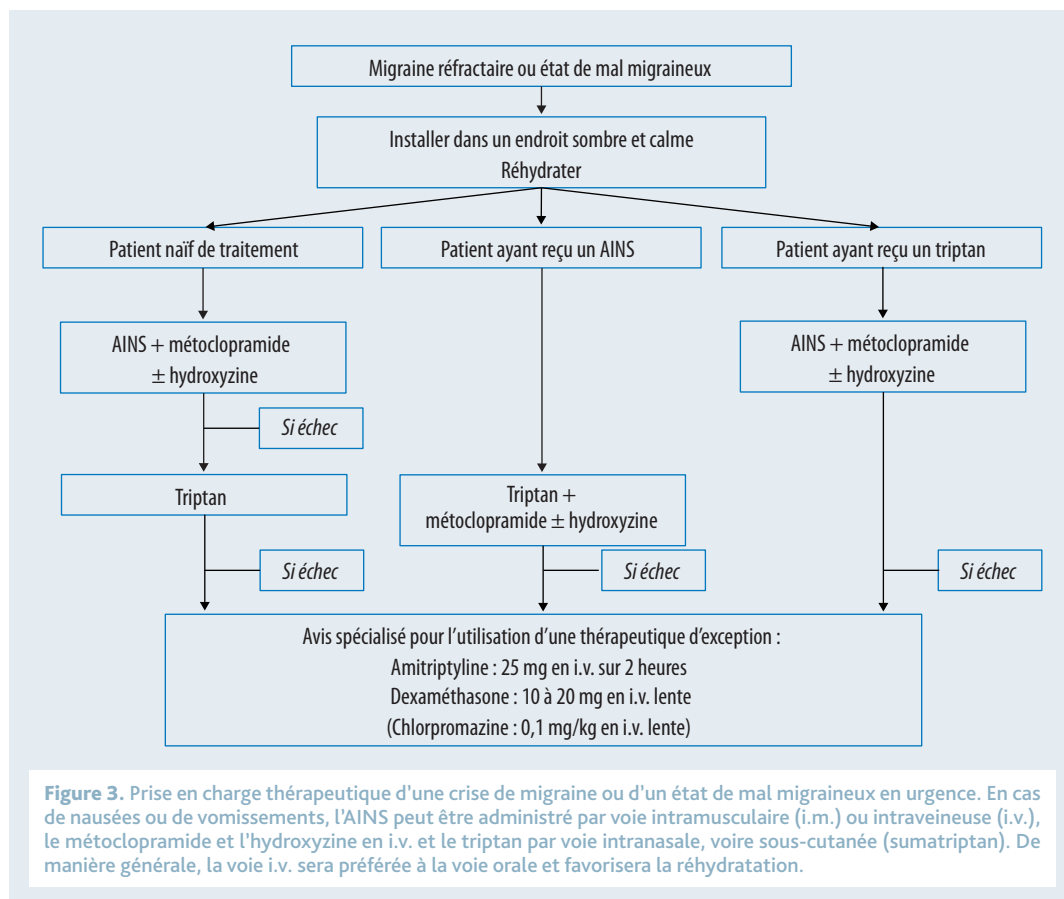 Migraine réfractaire ou état de mal migraineux
Installer dans un endroit sombre et calme
Réhydrater
Patient naïf de traitement
Patient ayant reçu un AINS
Patient ayant reçu un triptan
AINS + métoclopramide
± hydroxyzine
AINS + métoclopramide
± hydroxyzine
Si échec
Triptan
Triptan +
métoclopramide ± hydroxyzine
Si échec
Si échec
Si échec
Avis spécialisé pour l'utilisation d'une thérapeutique d'exception :
Amitriptyline : 25 mg en i.v. sur 2 heures
Dexaméthasone : 10 à 20 mg en i.v. lente
(Chlorpromazine : 0,1 mg/kg en i.v. lente)
Figure 3. Prise en charge thérapeutique d'une crise de migraine ou d'un état de mal migraineux en urgence. En cas
de nausées ou de vomissements, l'AINS peut être administré par voie intramusculaire (i.m.) ou intraveineuse (i.v.),
le métoclopramide et l'hydroxyzine en i.v. et le triptan par voie intranasale, voire sous-cutanée (sumatriptan). De
manière générale, la voie i.v. sera préférée à la voie orale et favorisera la réhydratation.